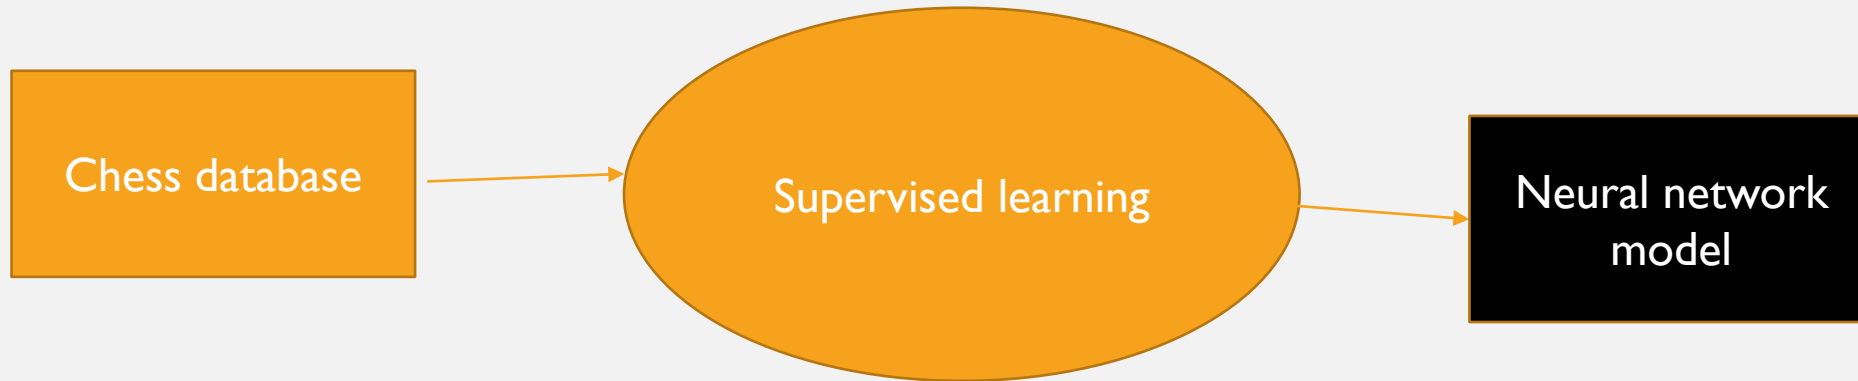 Chess database
Supervised learning
Neural network
model